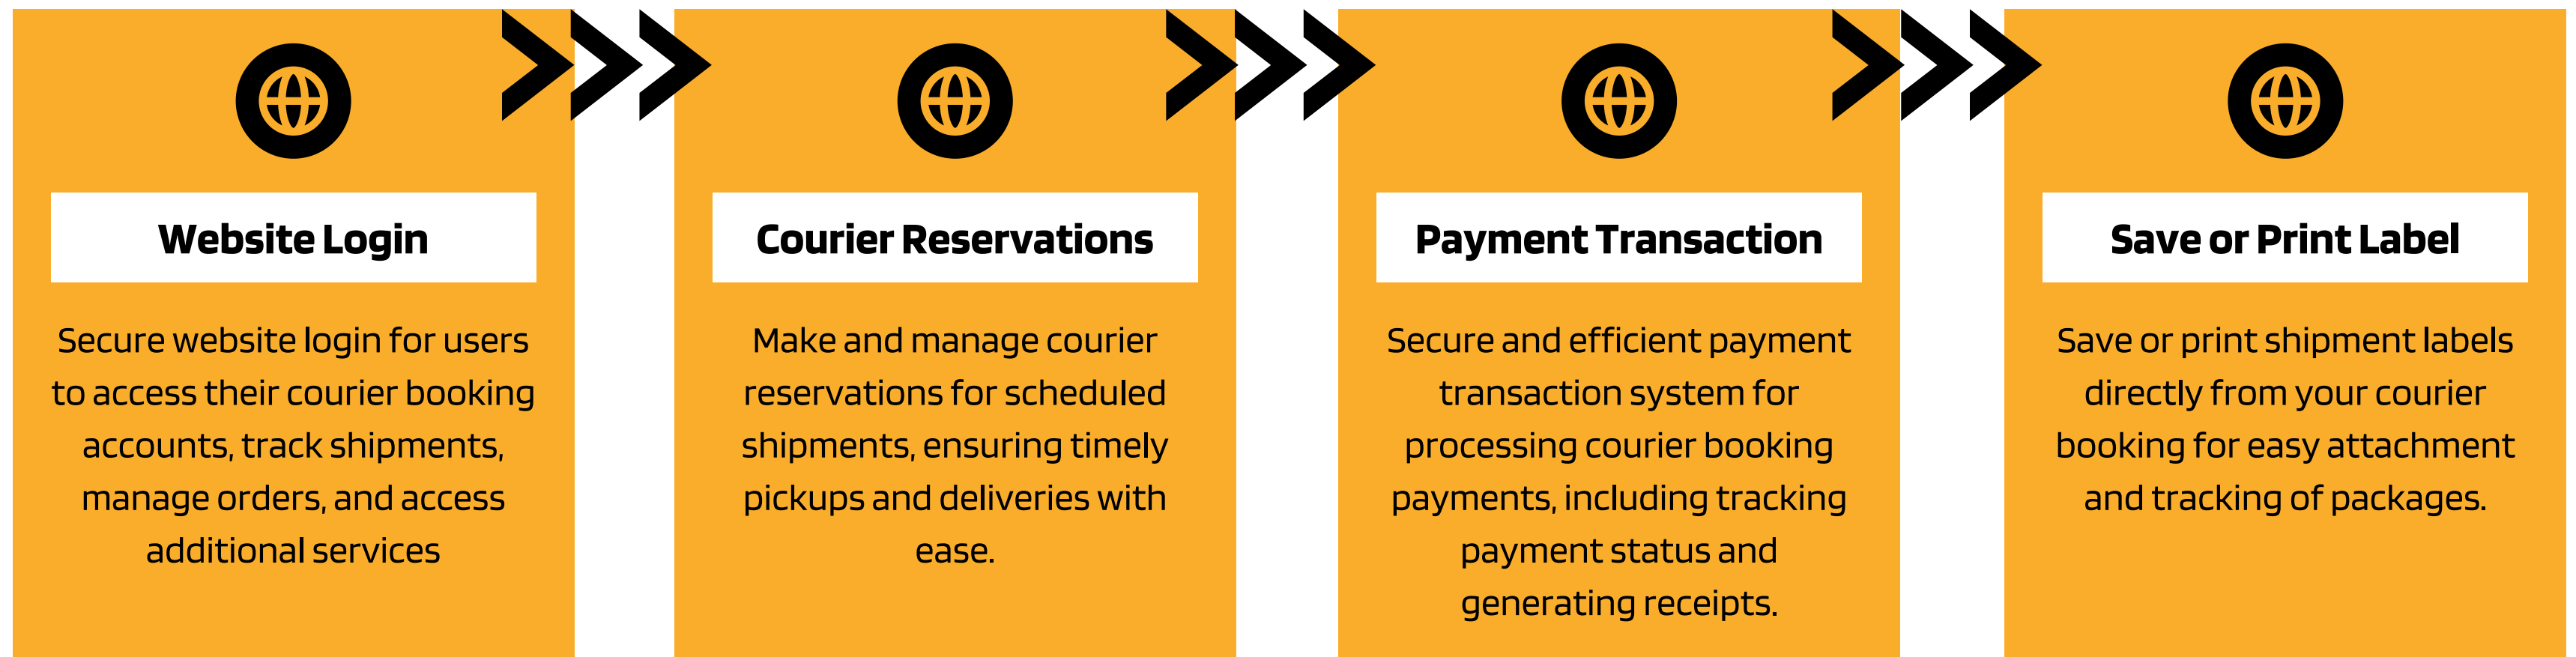 Website Login
Secure website login for users
to access their courier booking
accounts, track shipments,
manage orders, and access
additional services
Courier Reservations
Make and manage courier
reservations for scheduled
shipments, ensuring timely
pickups and deliveries with
ease.
Payment Transaction
Secure and efficient payment
transaction system for
processing courier booking
payments, including tracking
payment status and
generating receipts.
Save or Print Label
Save or print shipment labels
directly from your courier
booking for easy attachment
and tracking of packages.